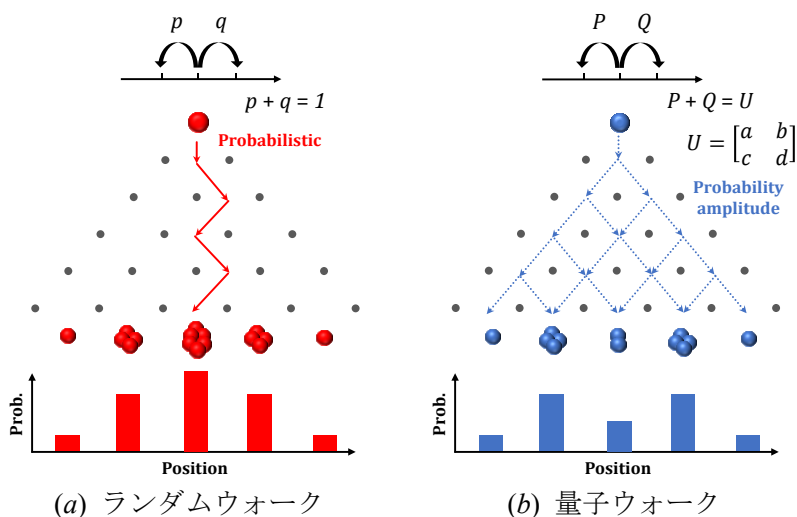 p q
p + q = 1
Probabilistic
Prob.
Position
(a) ランダムウォーク
P Q
P + Q = U
U = [a b
c d]
Probability
amplitude
Prob.
Position
(b) 量子ウォーク